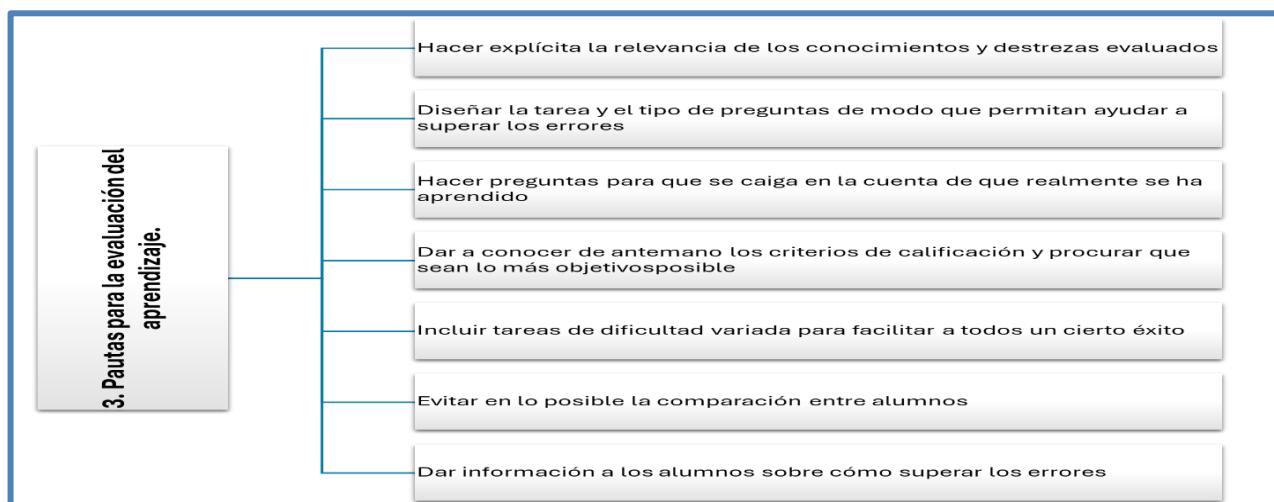 3. Pautas para la evaluación del
aprendizaje.
Hacer explícita la relevancia de los conocimientos y destrezas evaluados
Diseñar la tarea y el tipo de preguntas de modo que permitan ayudar a
superar los errores
Hacer preguntas para que se caiga en la cuenta de que realmente se ha
aprendido
Dar a conocer de antemano los criterios de calificación y procurar que
sean lo más objetivosposible
Incluir tareas de dificultad variada para facilitar a todos un cierto éxito
Evitar en lo posible la comparación entre alumnos
Dar información a los alumnos sobre cómo superar los errores